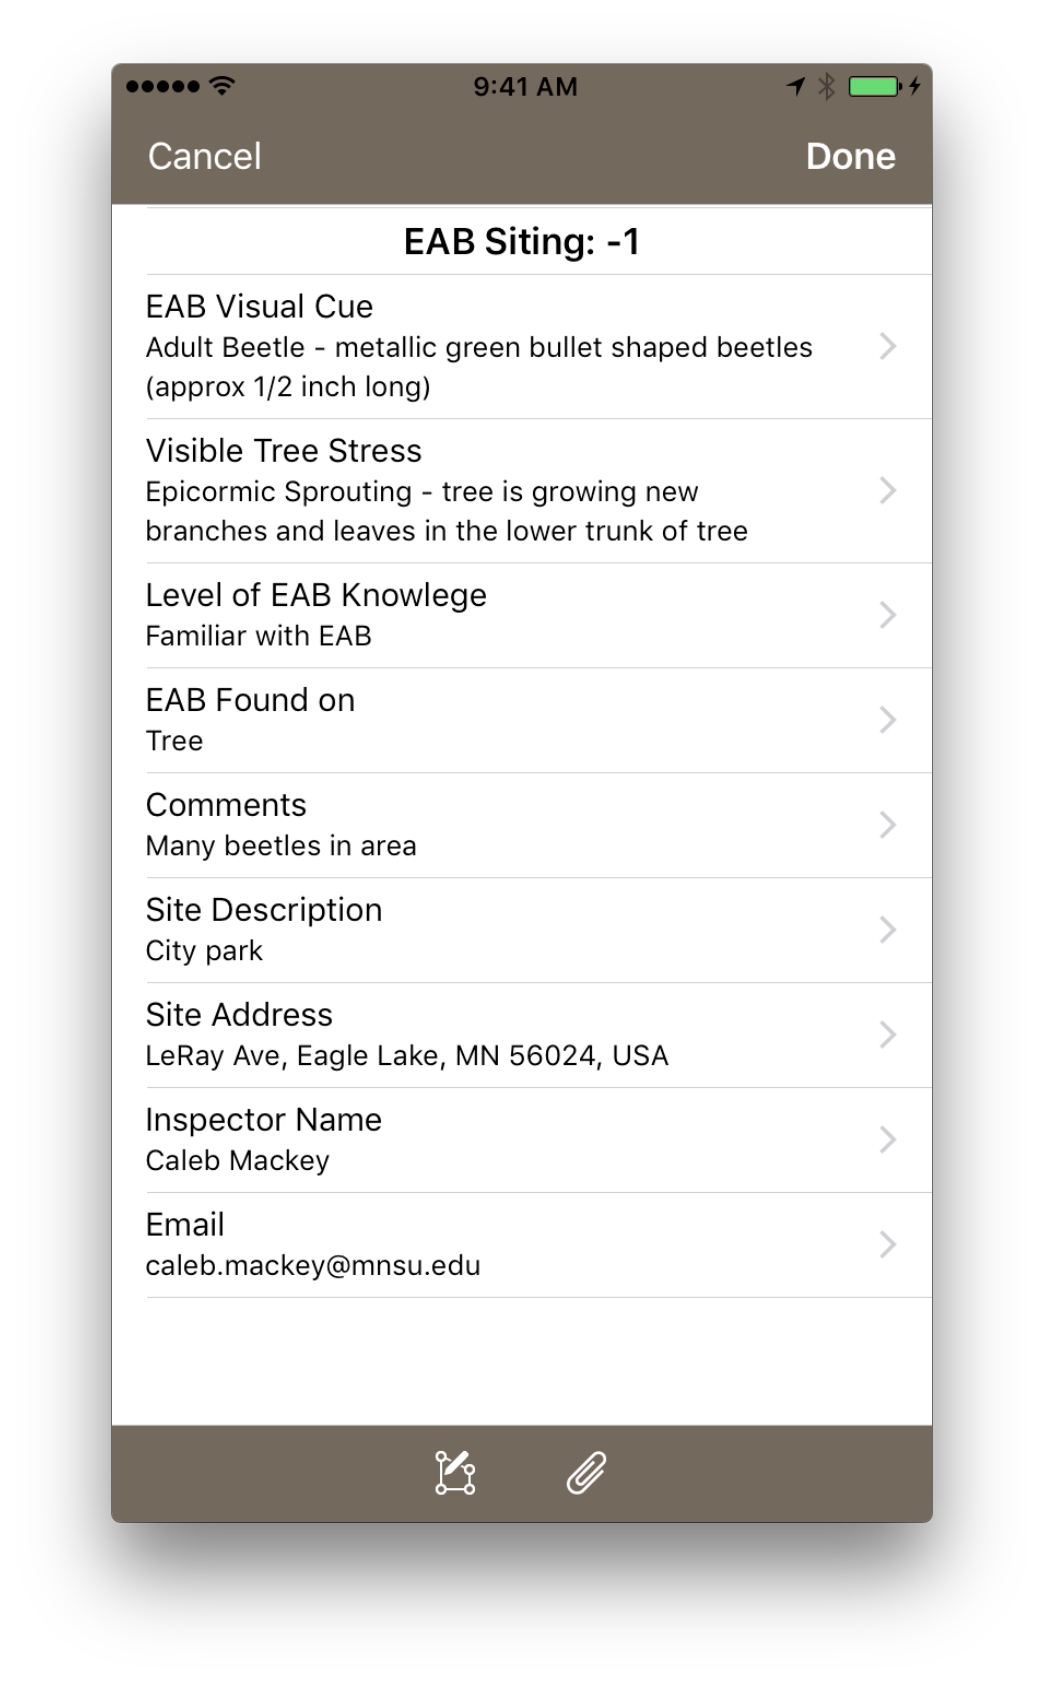 9:41 AM
Cancel
Done
EAB Siting: -1
EAB Visual Cue
Adult Beetle - metallic green bullet shaped beetles
(approx 1/2 inch long)
Visible Tree Stress
Epicormic Sprouting - tree is growing new
branches and leaves in the lower trunk of tree
Level of EAB Knowlege
Familiar with EAB
EAB Found on
Tree
Comments
Many beetles in area
Site Description
City park
Site Address
LeRay Ave, Eagle Lake, MN 56024, USA
Inspector Name
Caleb Mackey
Email
caleb.mackey@mnsu.edu